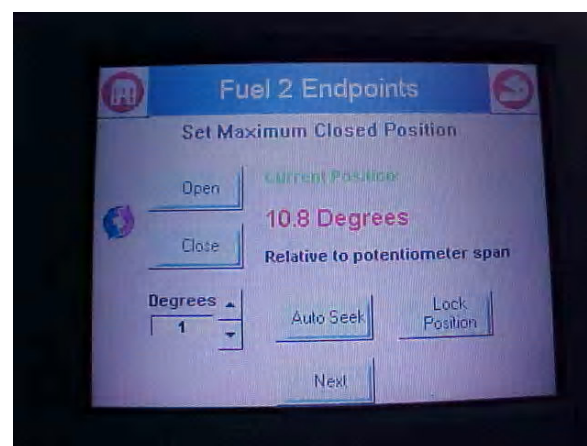 Fuel 2 Endpoints
Set Maximum Closed Position
Open
Current Position
10.8 Degrees
Close
Relative to potentiometer span
Degrees
1
Auto Seek
Lock
Position
Next